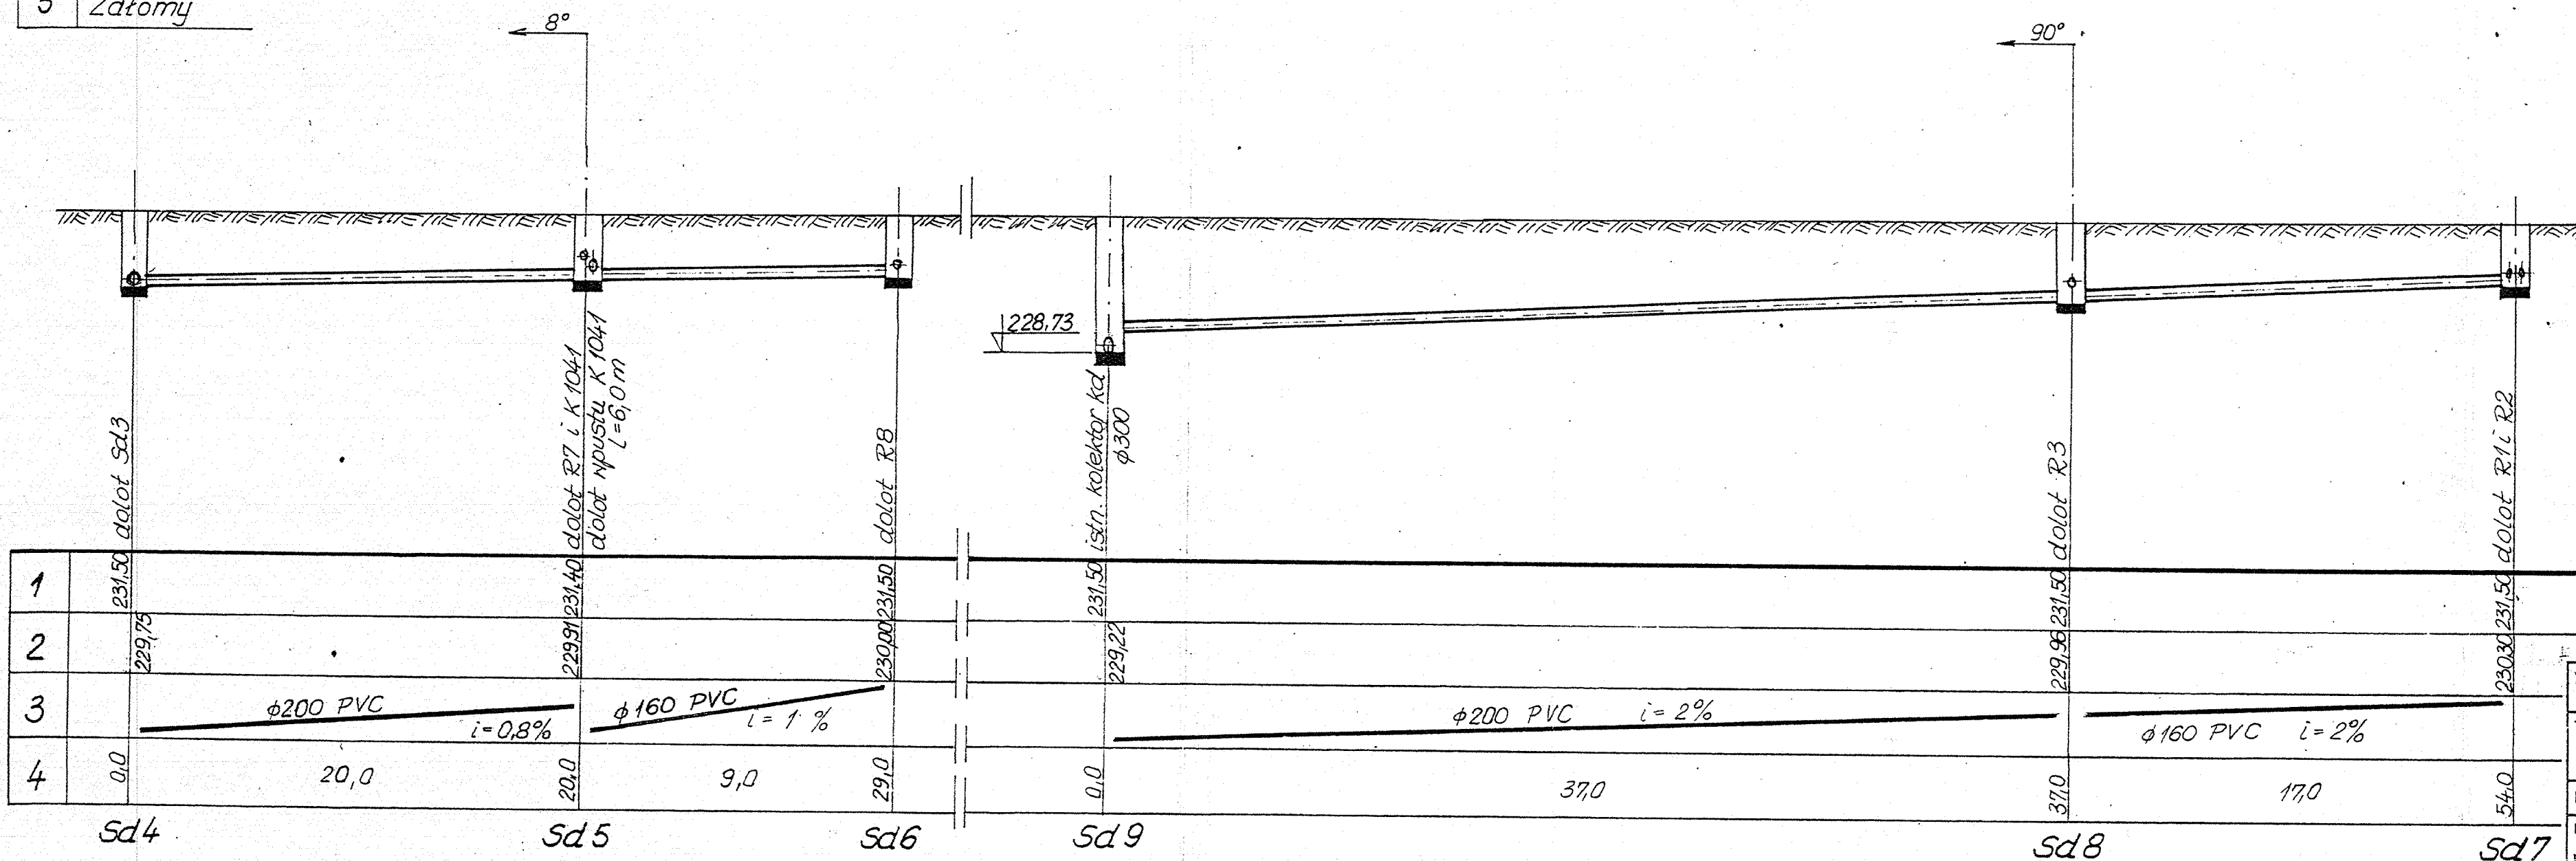 5 Załomy
8°
90°
228,73
231,50 dolot Sd3
231,40 dolot R7 i K1041
dolot wpustu K1041
l=6,0m
231,50 dolot R8
231,50 istn. kolektor kd
φ300
231,50 dolot R3
231,50 dolot R1 i R2
1
2
229,75
229,91
230,00
229,22
229,96
230,30
3
φ200 PVC
i=0,8%
φ160 PVC
i= 1 %
φ200 PVC i=2%
φ160 PVC i=2%
4
0,0
20,0
20,0
9,0
29,0
0,0
37,0
37,0
17,0
54,0
Sd4
Sd5
Sd6
Sd9
Sd8
Sd7